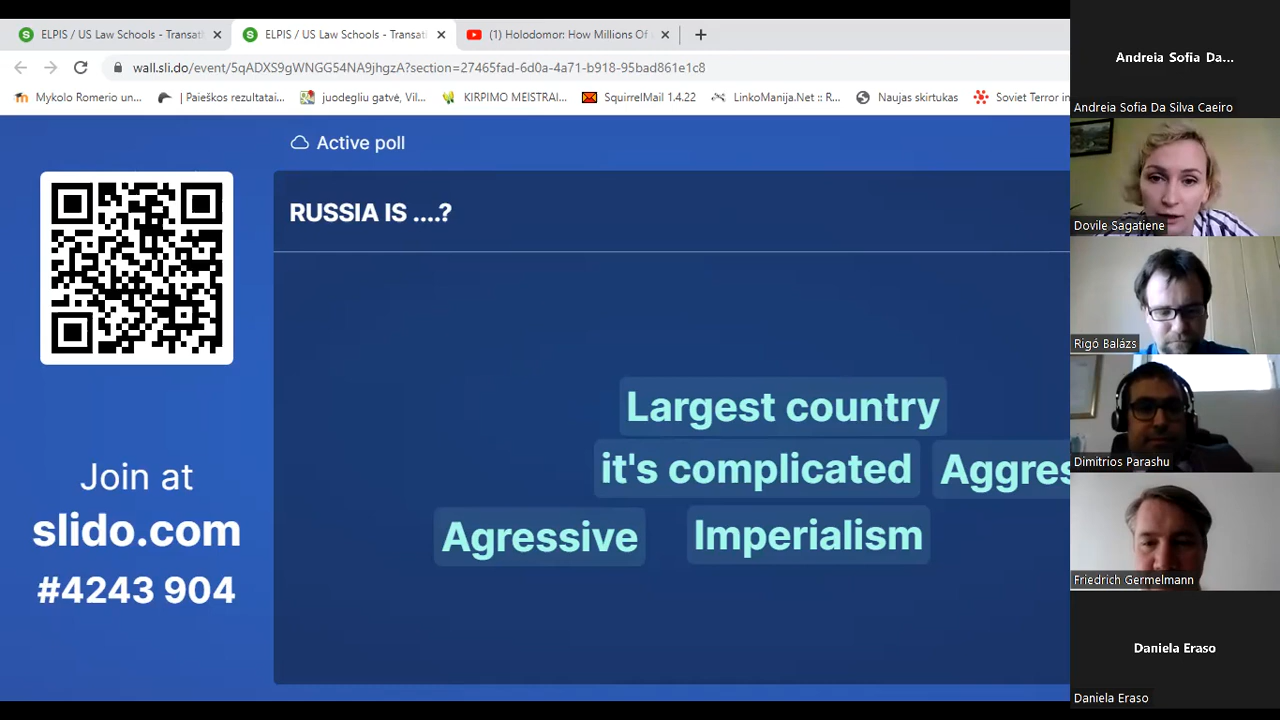 ELPIS / US Law Schools - Transatl
ELPIS / US Law Schools - Transati
(1) Holodomor: How Millions Of
wall.sli.do/event/5qADXS9gWNGG54NA9jhgzA?section=27465fad-6d0a-4a71-b918-95bad861e1c8
Mykolo Romerio un...
| Paieškos rezultatai...
juodegliu gatvė, Vil...
KIRPIMO MEISTRAI...
SquirrelMail 1.4.22
LinkoManija.Net :: R...
Naujas skirtukas
Soviet Terror in
Active poll
RUSSIA IS ....?
Largest country
it's complicated
Aggres
Agressive
Imperialism
Join at
slido.com
#4243 904
Andreia Sofia Da...
Andreia Sofia Da Silva Caeiro
Dovile Sagatiene
Rigó Balázs
Dimitrios Parashu
Friedrich Germelmann
Daniela Eraso
Daniela Eraso